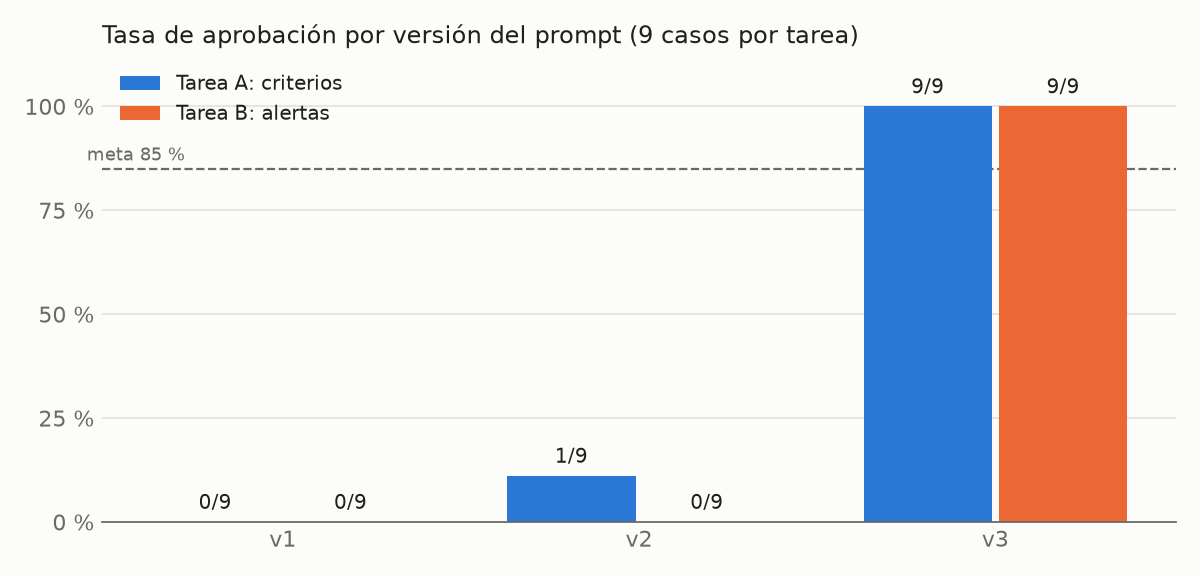 Tasa de aprobación por versión del prompt (9 casos por tarea)
Tarea A: criterios
Tarea B: alertas
100 %
meta 85 %
75 %
50 %
25 %
0 %
0/9
0/9
1/9
0/9
9/9
9/9
v1
v2
v3